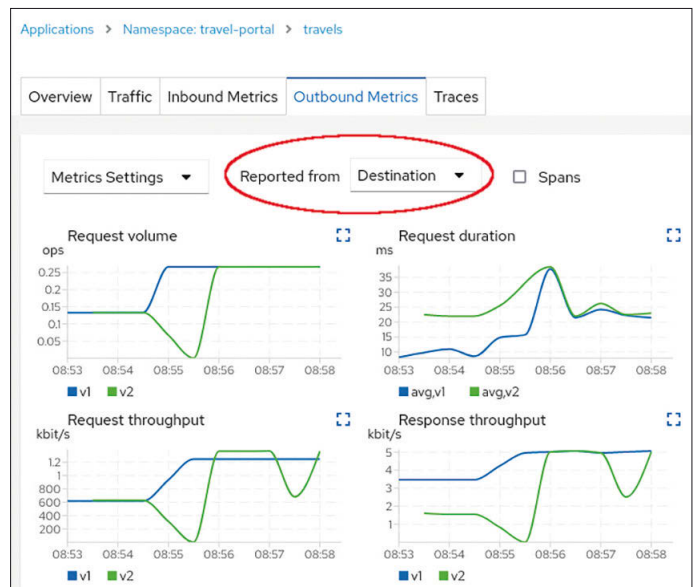 Applications > Namespace: travel-portal > travels
Overview Traffic Inbound Metrics Outbound Metrics Traces
Metrics Settings Reported from Destination Spans
Request volume
ops
0.25
0.2
0.15
0.1
0.05
08:53 08:54 08:55 08:56 08:57 08:58
v1 v2
Request duration
ms
35
30
25
20
15
10
08:53 08:54 08:55 08:56 08:57 08:58
avg,v1 avg,v2
Request throughput
kbit/s
1.2
1
800
600
400
200
08:53 08:54 08:55 08:56 08:57 08:58
v1 v2
Response throughput
kbit/s
5
4
3
2
1
08:53 08:54 08:55 08:56 08:57 08:58
v1 v2